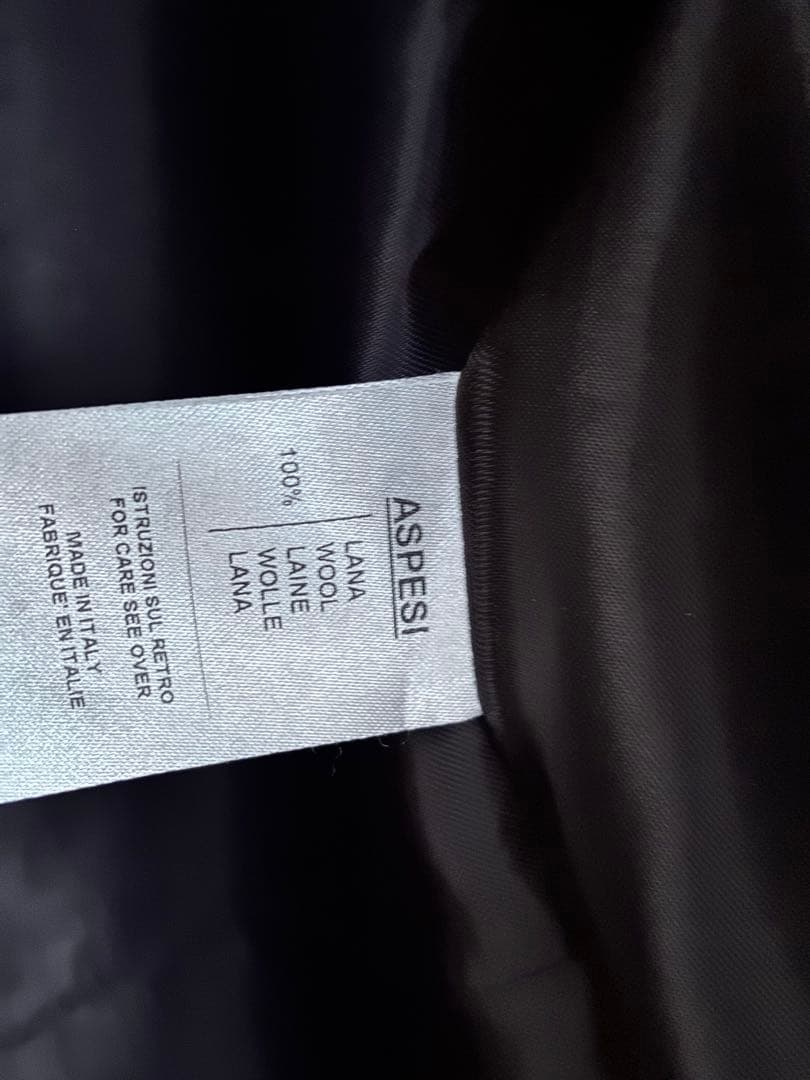 ASPESI
LANA
WOOL
100% LAINE
WOLLE
LANA
ISTRUZIONI SUL RETRO
FOR CARE SEE OVER
MADE IN ITALY
FABRIQUE' EN ITALIE